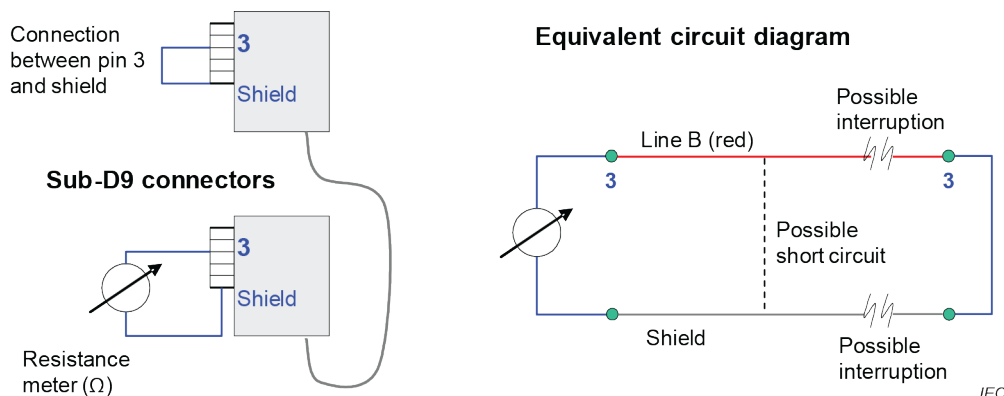 Connection
between pin 3
and shield
3
Shield
Sub-D9 connectors
3
Shield
Resistance
meter (Ω)
Equivalent circuit diagram
Possible
interruption
Line B (red)
3
3
Possible
short circuit
Shield
Possible
interruption
IEC